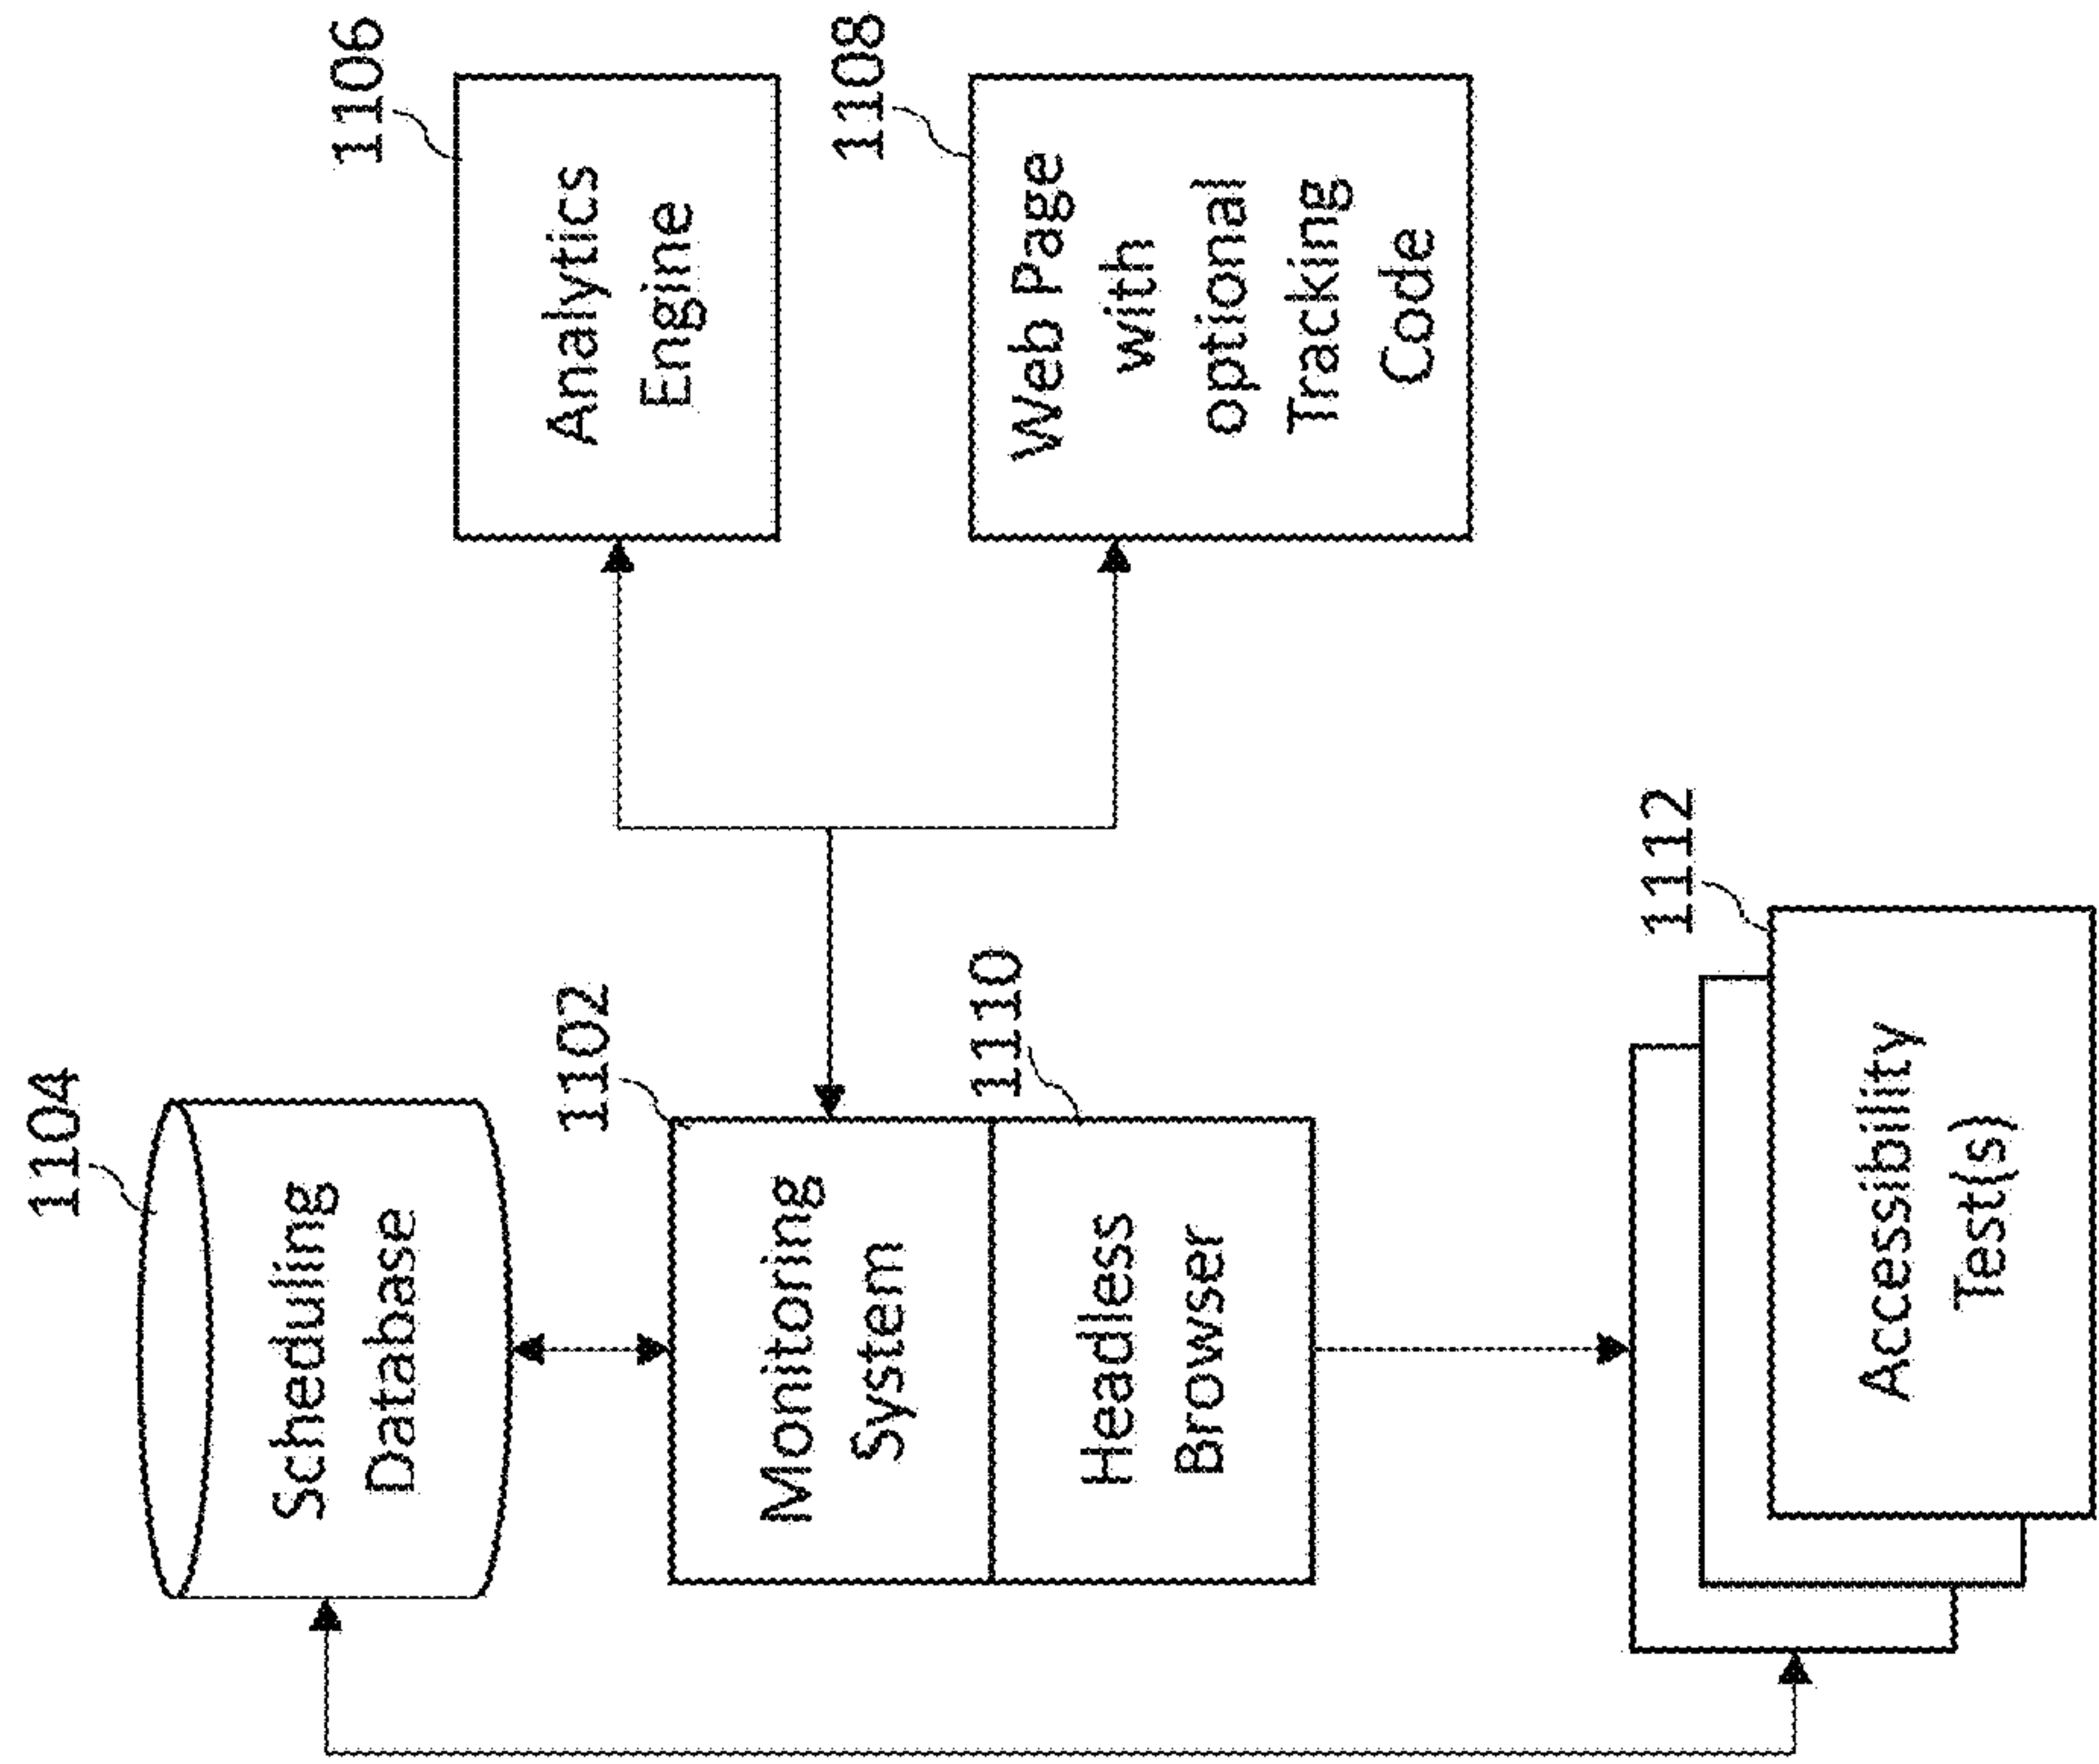 1104
Scheduling
Database
1102
Monitoring
System
1110
Headless
Browser
1106
Analytics
Engine
1108
Web Page
with
optional
Tracking
Code
1112
Accessibility
Test(s)